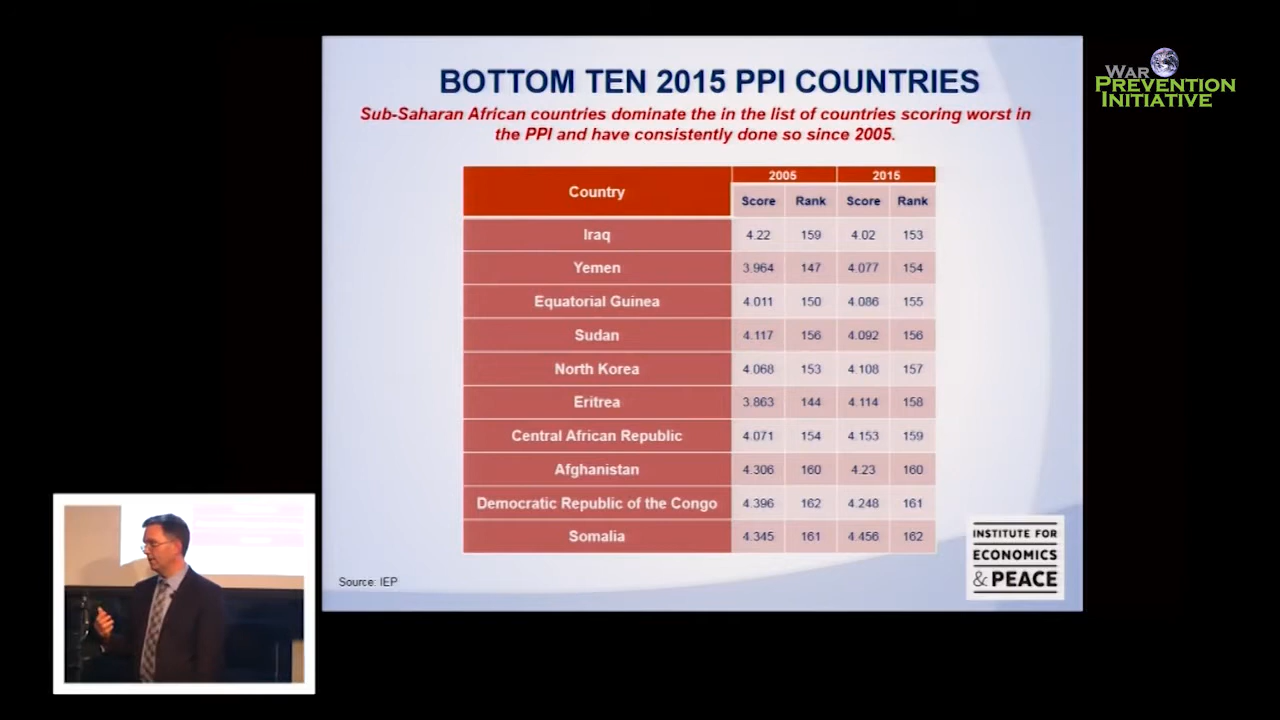 BOTTOM TEN 2015 PPI COUNTRIES
Sub-Saharan African countries dominate the in the list of countries scoring worst in
the PPI and have consistently done so since 2005.
WAR
PREVENTION
INITIATIVE
Country 2005 2015
Score Rank Score Rank
Iraq 4.22 159 4.02 153
Yemen 3.964 147 4.077 154
Equatorial Guinea 4.011 150 4.086 155
Sudan 4.117 156 4.092 156
North Korea 4.068 153 4.108 157
Eritrea 3.863 144 4.114 158
Central African Republic 4.071 154 4.153 159
Afghanistan 4.306 160 4.23 160
Democratic Republic of the Congo 4.396 162 4.248 161
Somalia 4.345 161 4.456 162
Source: IEP
INSTITUTE FOR
ECONOMICS
& PEACE